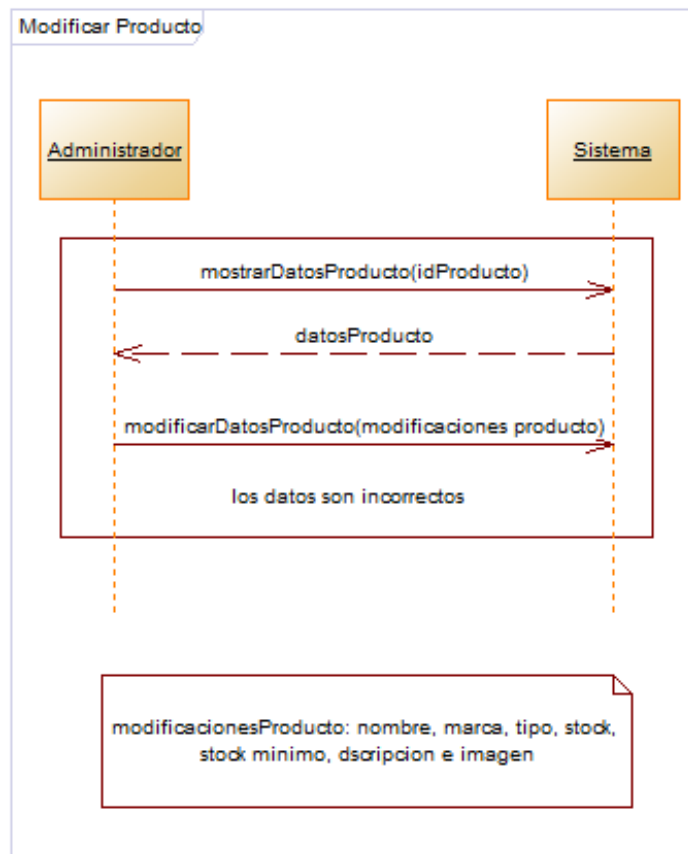 Modificar Producto
Administrador
Sistema
mostrarDatosProducto(idProducto)
datosProducto
modificarDatosProducto(modificaciones producto)
los datos son incorrectos
modificacionesProducto: nombre, marca, tipo, stock,
stock minimo, dscripcion e imagen